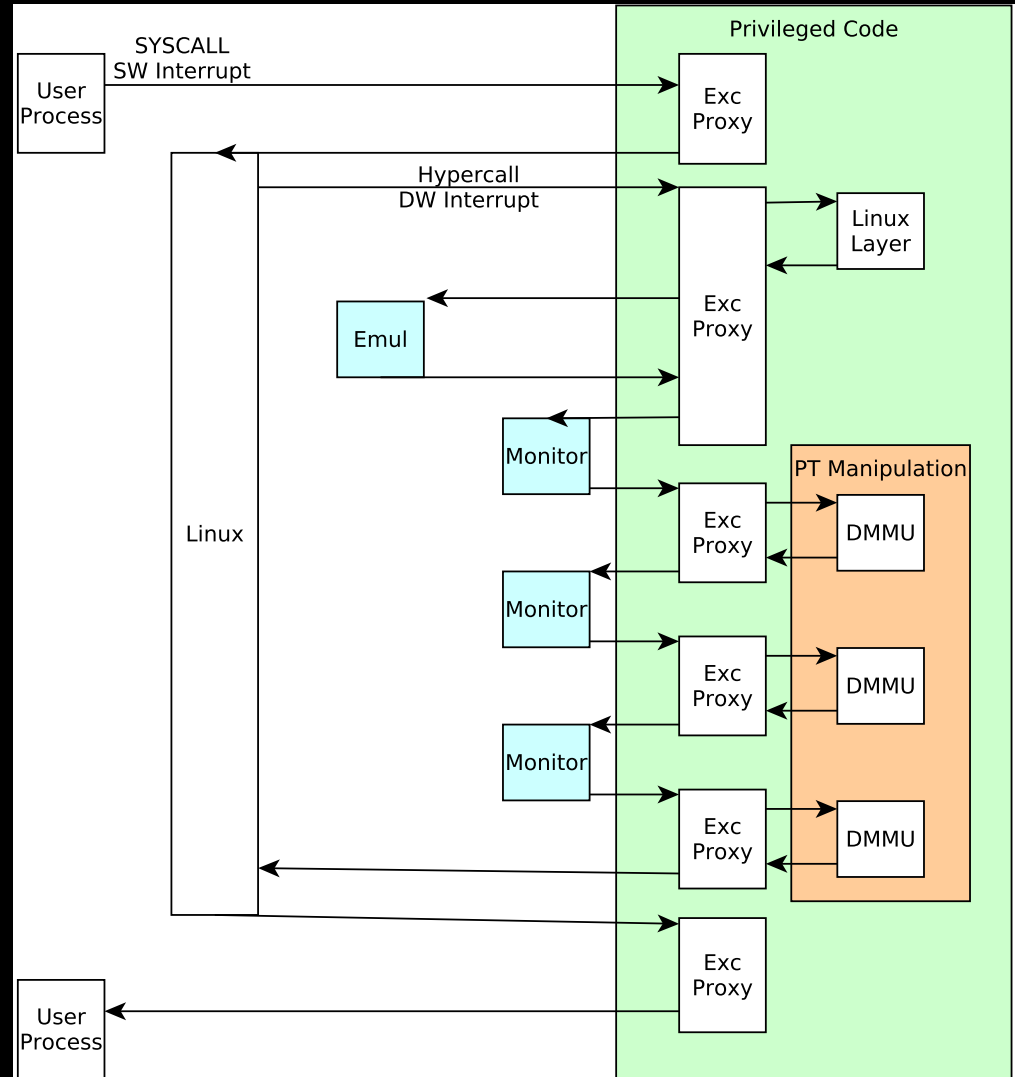 Privileged Code
SYSCALL
SW Interrupt
User
Process
Exc
Proxy
Hypercall
DW Interrupt
Linux
Layer
Exc
Proxy
Emul
Monitor
PT Manipulation
Exc
Proxy
DMMU
Linux
Monitor
Exc
Proxy
DMMU
Monitor
Exc
Proxy
DMMU
Exc
Proxy
User
Process